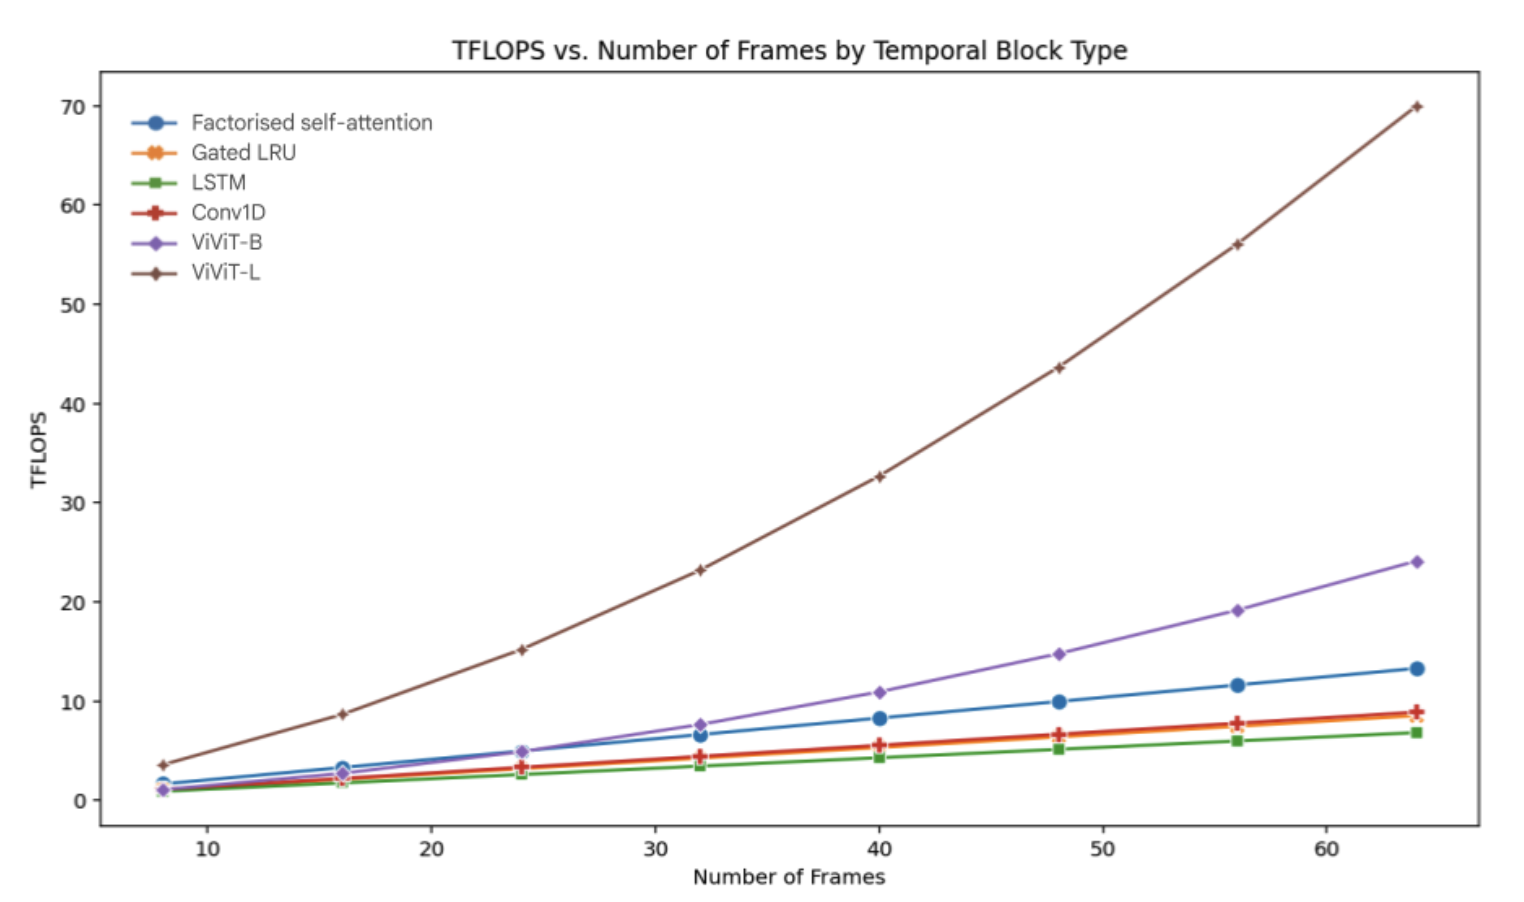 TFLOPS vs. Number of Frames by Temporal Block Type
Factorised self-attention
Gated LRU
LSTM
Conv1D
ViViT-B
ViViT-L
TFLOPS
70
60
50
40
30
20
10
0
10 20 30 40 50 60
Number of Frames